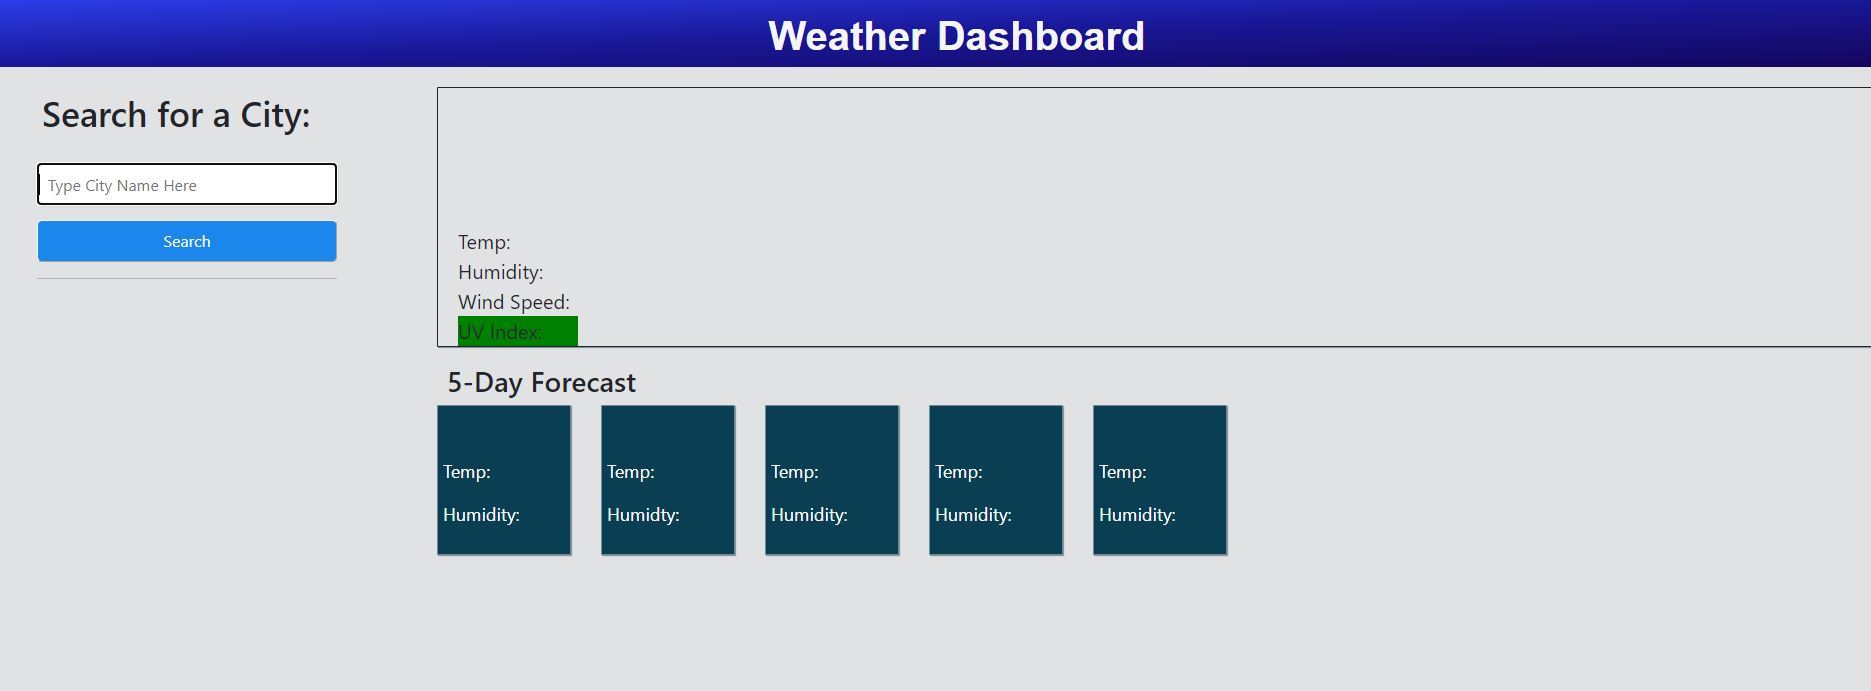 Weather Dashboard
Search for a City:
Type City Name Here
Search
Temp:
Humidity:
Wind Speed:
UV Index:
5-Day Forecast
Temp:
Humidity:
Temp:
Humidty:
Temp:
Humidity:
Temp:
Humidity:
Temp:
Humidity: